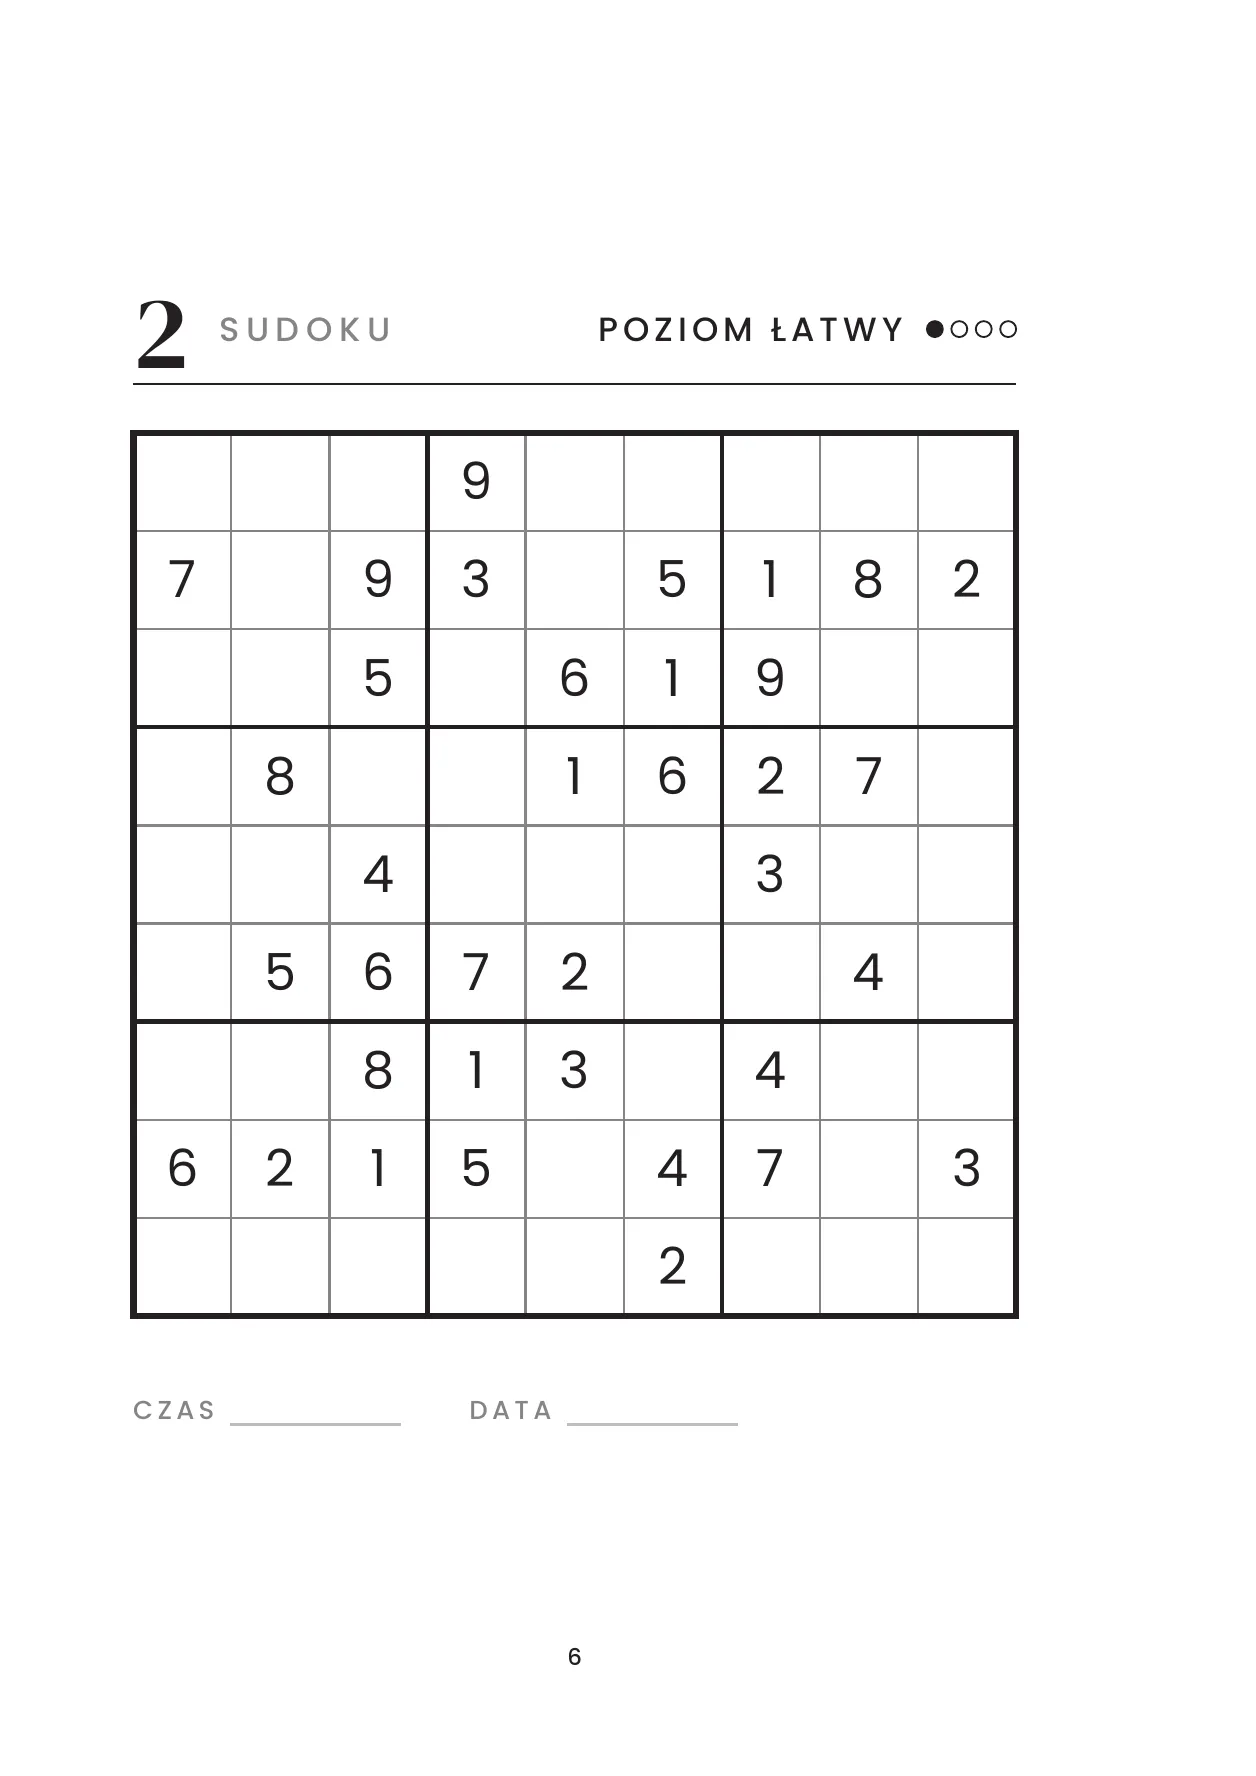 2 SUDOKU POZIOM ŁATWY
9
7 9 3 5 1 8 2
5 6 1 9
8 1 6 2 7
4 3
5 6 7 2 4
8 1 3 4
6 2 1 5 4 7 3
2
CZAS DATA
6